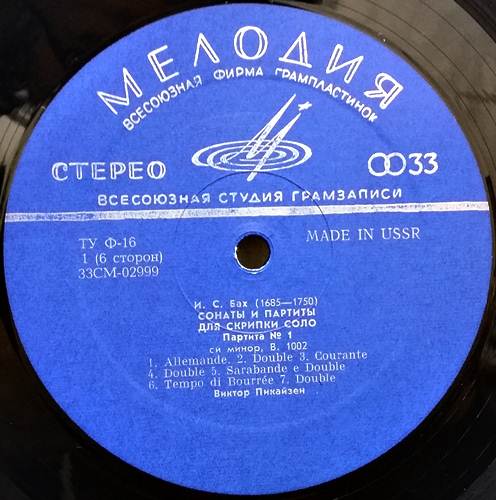 МЕЛОДИЯ
ВСЕСОЮЗНАЯ ФИРМА ГРАМПЛАСТИНОК
СТЕРЕО
33
ВСЕСОЮЗНАЯ СТУДИЯ ГРАМЗАПИСИ
ТУ Ф-16
1 (6 сторон)
33СМ-02999
MADE IN USSR
И. С. Бах (1685—1750)
СОНАТЫ И ПАРТИТЫ
ДЛЯ СКРИПКИ СОЛО
Партита № 1
си минор, В. 1002
1. Allemande. 2. Double 3. Courante
4. Double 5. Sarabande e Double
6. Tempo di Bourrée 7. Double
Виктор Пикайзен